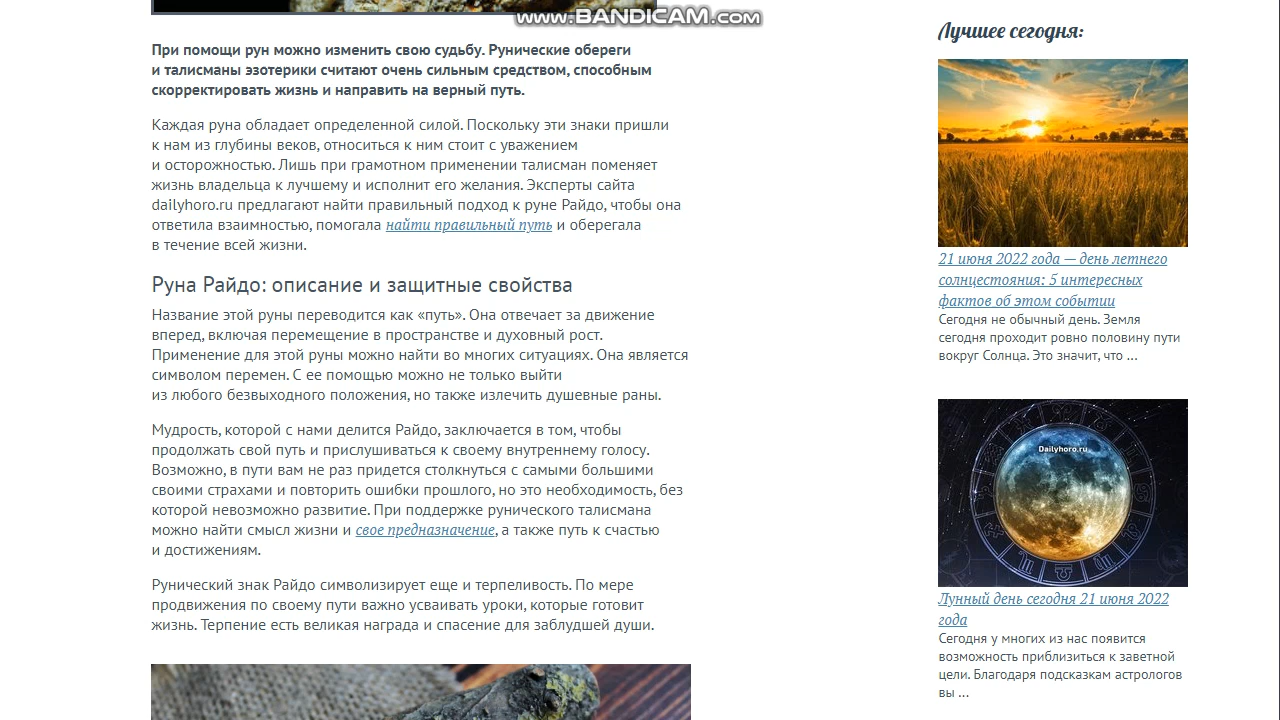 www.BANDICAM.com
При помощи рун можно изменить свою судьбу. Рунические обереги
и талисманы эзотерики считают очень сильным средством, способным
скорректировать жизнь и направить на верный путь.
Каждая руна обладает определенной силой. Поскольку эти знаки пришли
к нам из глубины веков, относиться к ним стоит с уважением
и осторожностью. Лишь при грамотном применении талисман поменяет
жизнь владельца к лучшему и исполнит его желания. Эксперты сайта
dailyhoro.ru предлагают найти правильный подход к руне Райдо, чтобы она
ответила взаимностью, помогала найти правильный путь и оберегала
в течение всей жизни.
Руна Райдо: описание и защитные свойства
Название этой руны переводится как «путь». Она отвечает за движение
вперед, включая перемещение в пространстве и духовный рост.
Применение для этой руны можно найти во многих ситуациях. Она является
символом перемен. С ее помощью можно не только выйти
из любого безвыходного положения, но также излечить душевные раны.
Мудрость, которой с нами делится Райдо, заключается в том, чтобы
продолжать свой путь и прислушиваться к своему внутреннему голосу.
Возможно, в пути вам не раз придется столкнуться с самыми большими
своими страхами и повторить ошибки прошлого, но это необходимость, без
которой невозможно развитие. При поддержке рунического талисмана
можно найти смысл жизни и свое предназначение, а также путь к счастью
и достижениям.
Рунический знак Райдо символизирует еще и терпеливость. По мере
продвижения по своему пути важно усваивать уроки, которые готовит
жизнь. Терпение есть великая награда и спасение для заблудшей души.
Лучшее сегодня:
21 июня 2022 года — день летнего
солнцестояния: 5 интересных
фактов об этом событии
Сегодня не обычный день. Земля
сегодня проходит ровно половину пути
вокруг Солнца. Это значит, что ...
Dailyhoro.ru
Лунный день сегодня 21 июня 2022
года
Сегодня у многих из нас появится
возможность приблизиться к заветной
цели. Благодаря подсказкам астрологов
вы ...